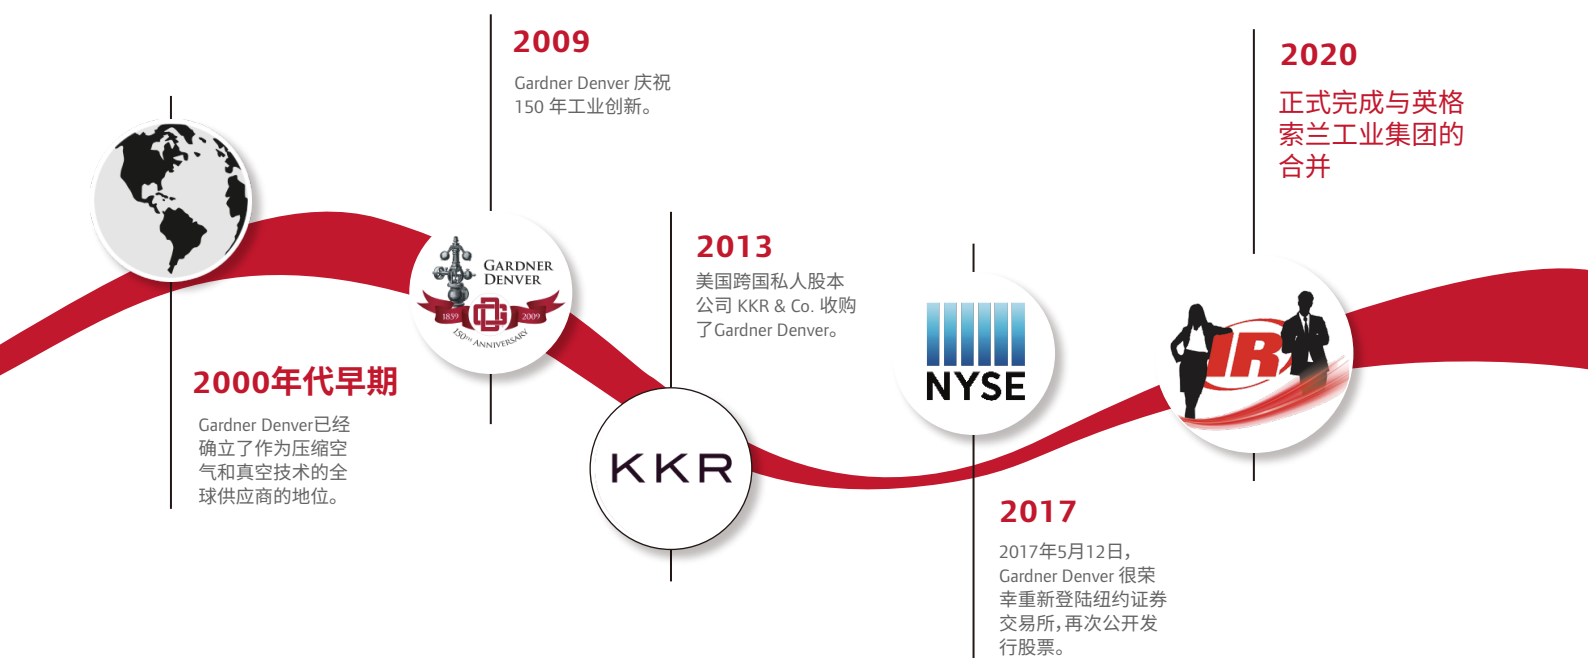 2000年代早期
Gardner Denver已经
确立了作为压缩空
气和真空技术的全
球供应商的地位。
2009
Gardner Denver 庆祝
150 年工业创新。
GARDNER
DENVER
1859
2009
150TH ANNIVERSARY
2013
美国跨国私人股本
公司 KKR & Co. 收购
了Gardner Denver。
KKR
NYSE
2017
2017年5月12日，
Gardner Denver 很荣
幸重新登陆纽约证券
交易所，再次公开发
行股票。
2020
正式完成与英格
索兰工业集团的
合并
IR